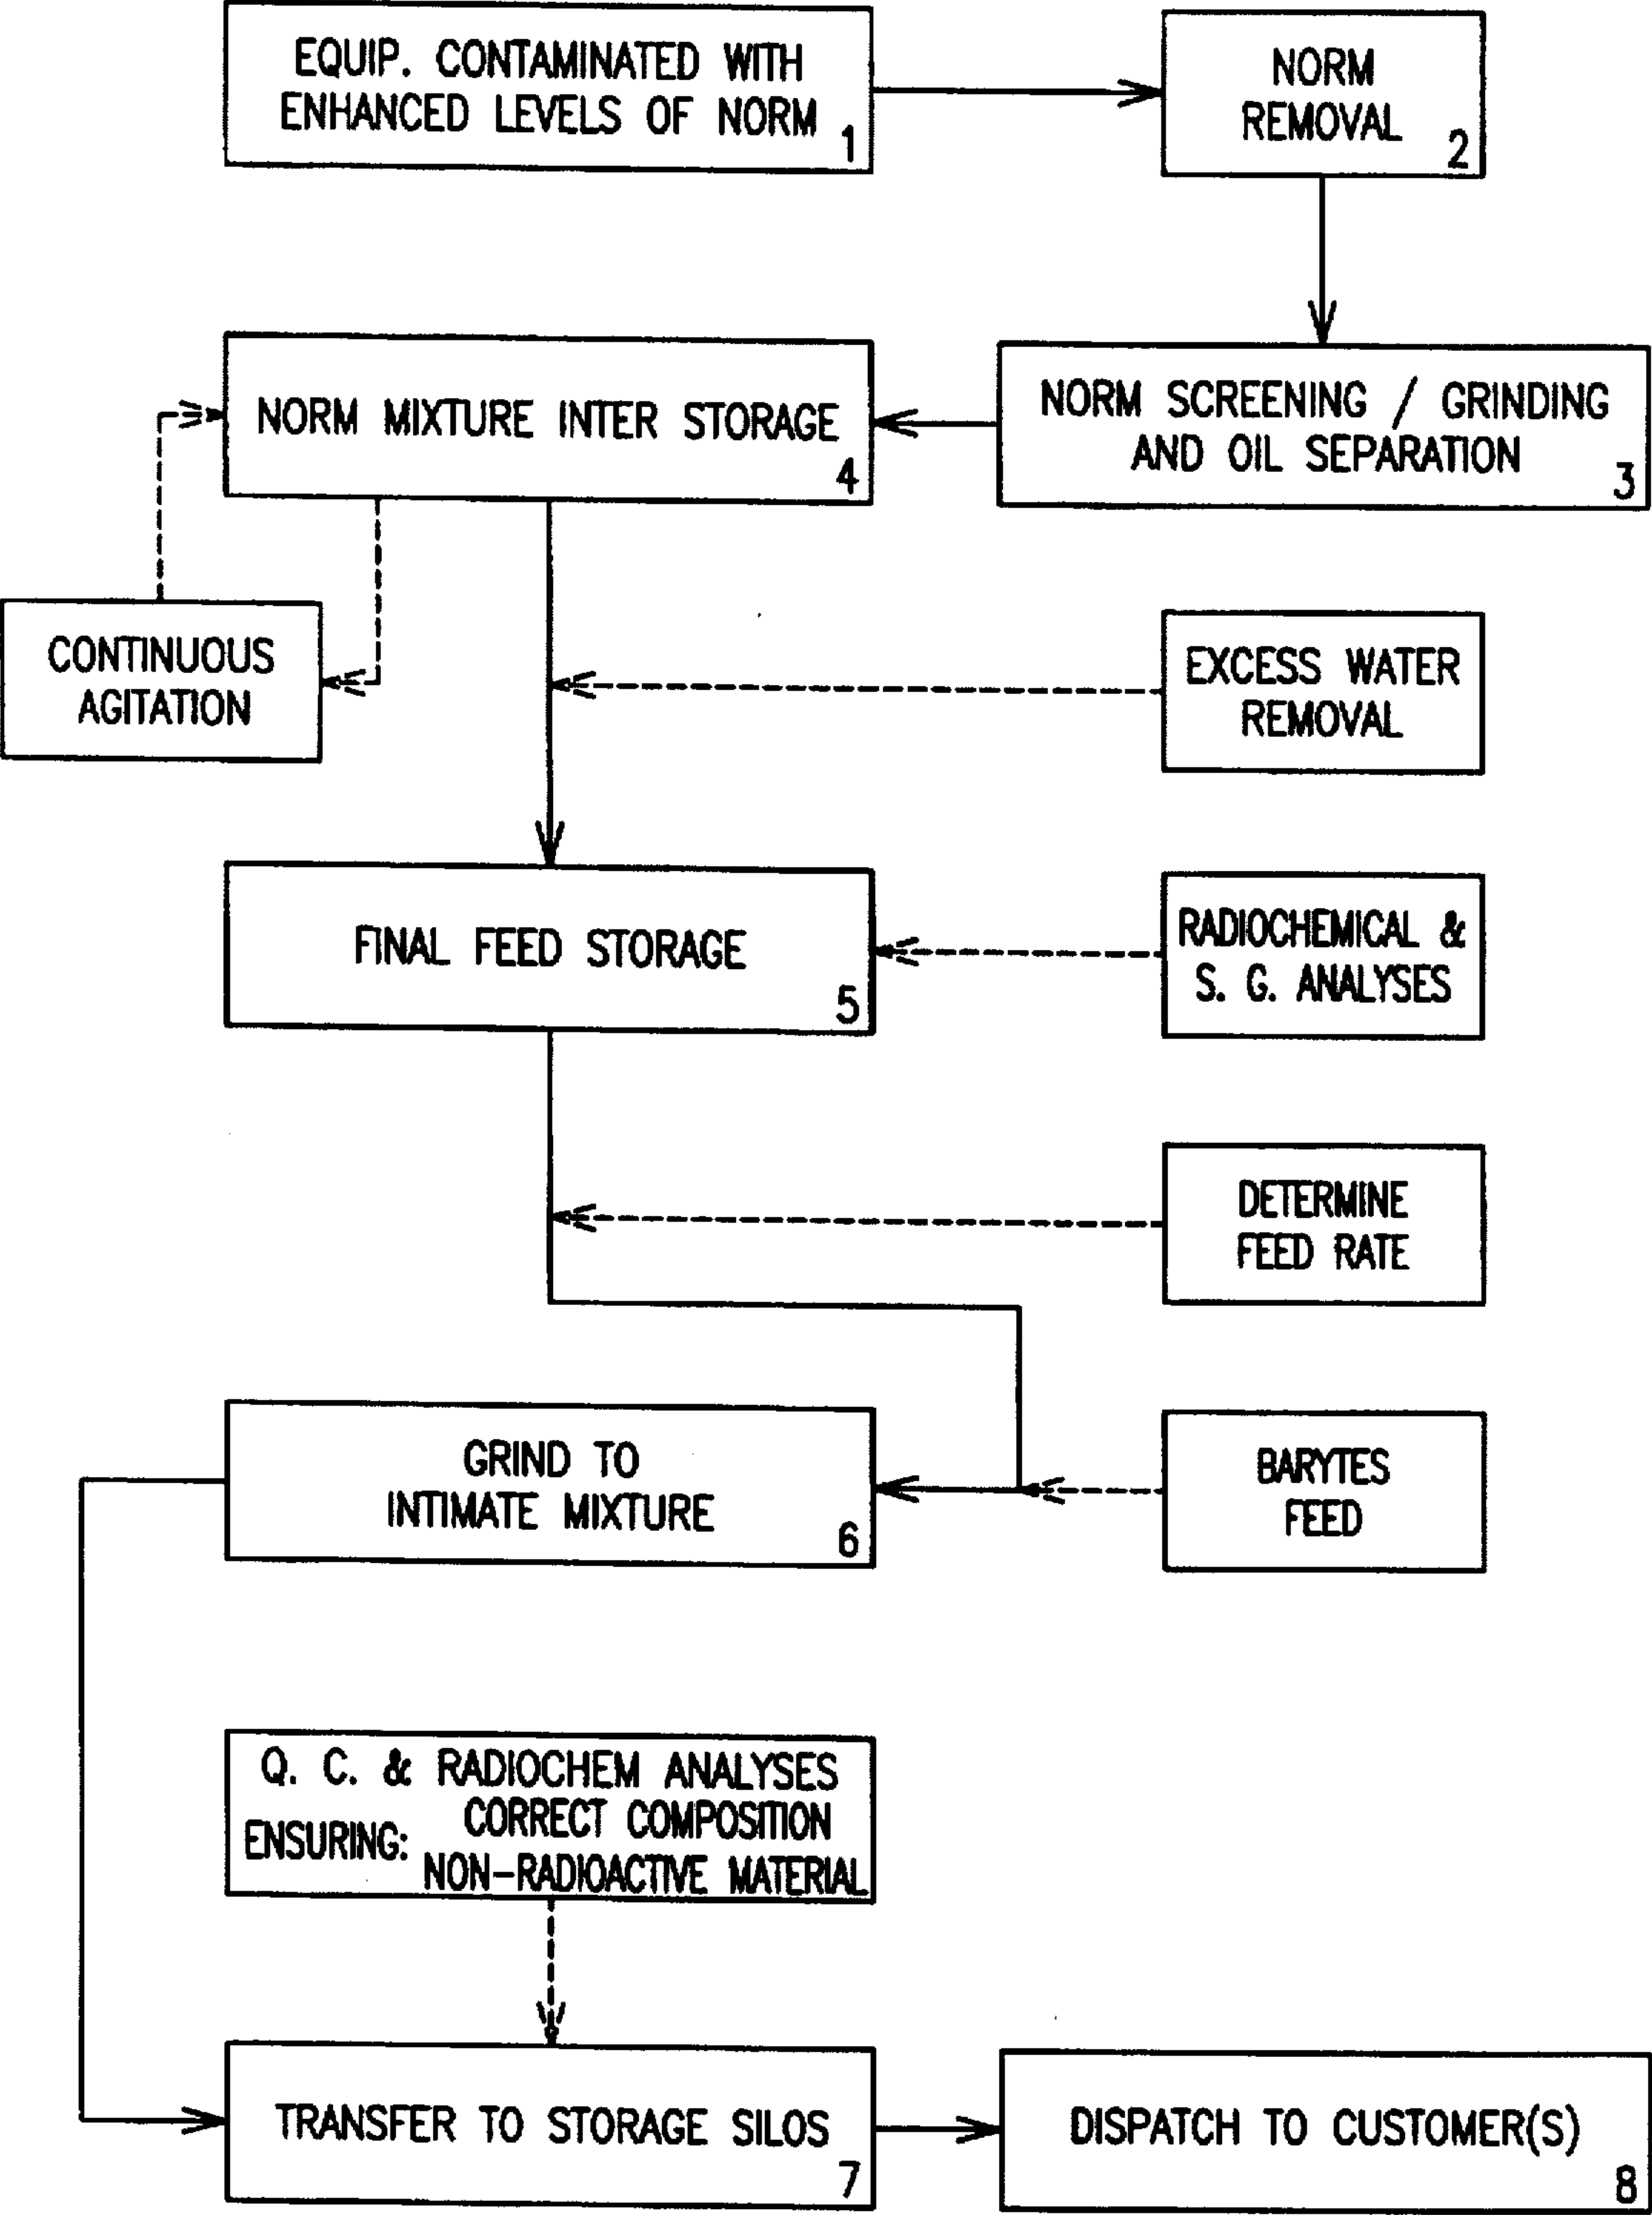 EQUIP. CONTAMINATED WITH
ENHANCED LEVELS OF NORM
1
NORM
REMOVAL
2
NORM SCREENING / GRINDING
AND OIL SEPARATION
3
NORM MIXTURE INTER STORAGE
4
CONTINUOUS
AGITATION
EXCESS WATER
REMOVAL
FINAL FEED STORAGE
5
RADIOCHEMICAL &
S. G. ANALYSES
DETERMINE
FEED RATE
GRIND TO
INTIMATE MIXTURE
6
BARYTES
FEED
Q. C. & RADIOCHEM ANALYSES
ENSURING: CORRECT COMPOSITION
NON-RADIOACTIVE MATERIAL
TRANSFER TO STORAGE SILOS
7
DISPATCH TO CUSTOMER(S)
8